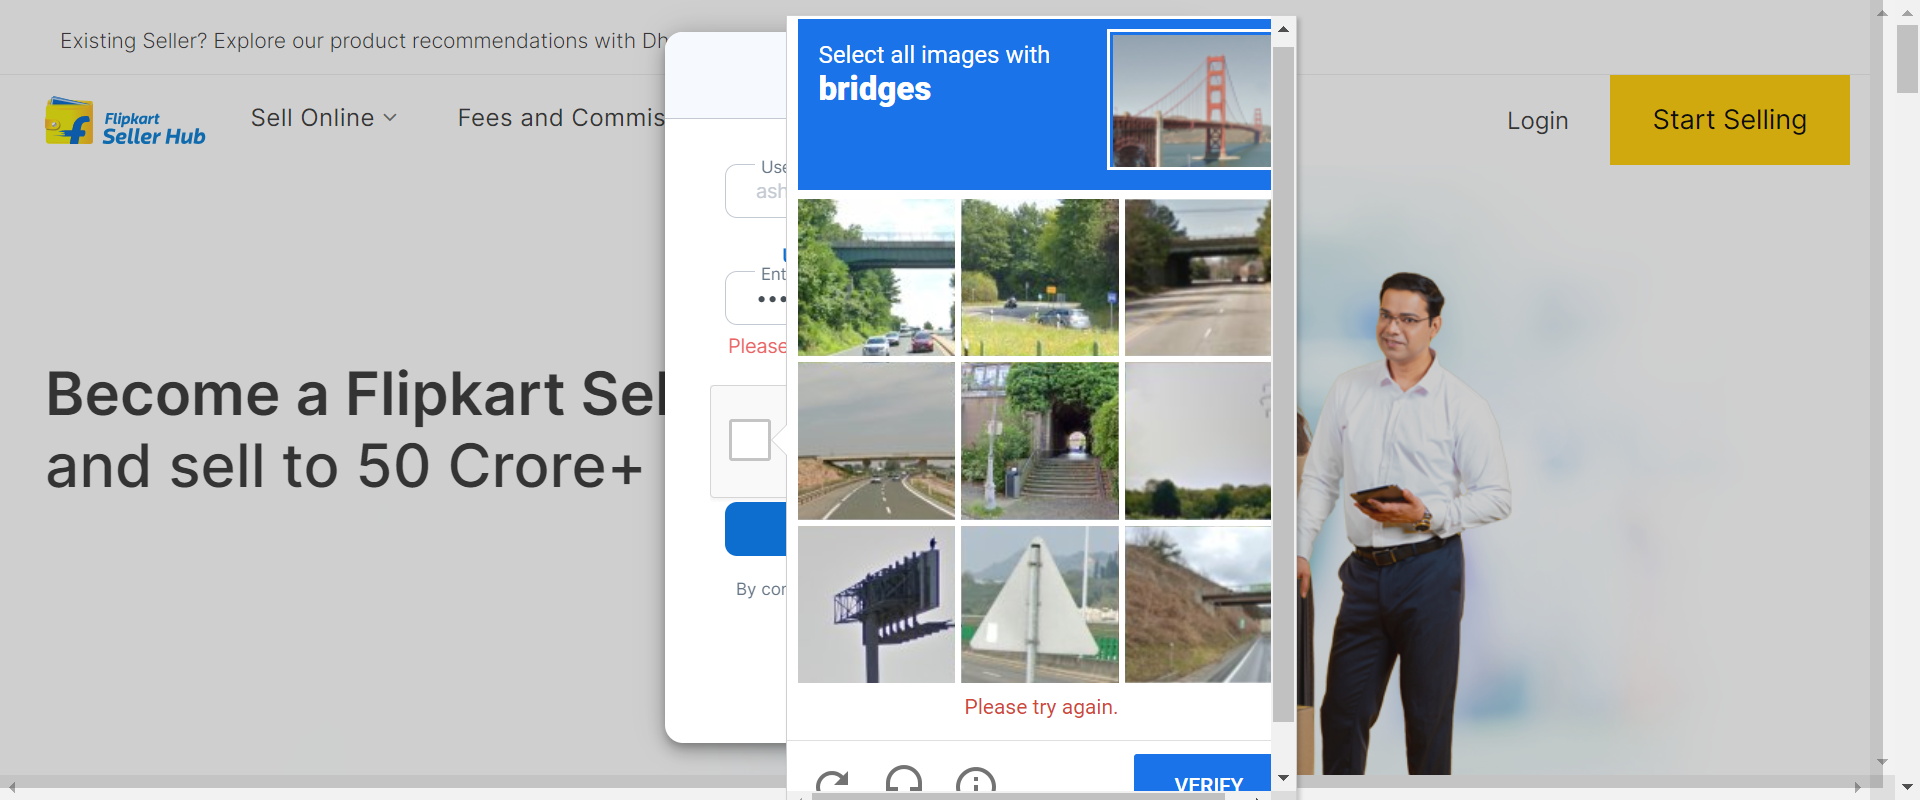 Existing Seller? Explore our product recommendations with Dh
Flipkart
Seller Hub
Sell Online
Fees and Commis
Login
Start Selling
Become a Flipkart Sel
and sell to 50 Crore+
Use
ash
Ent
Please
By con
Select all images with
bridges
Please try again.
VERIFY